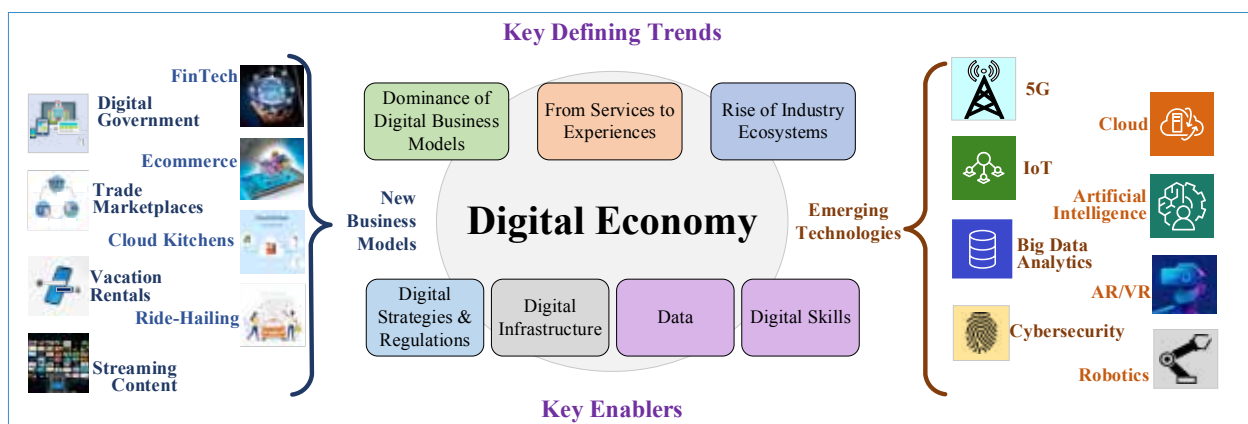 Key Defining Trends
FinTech
Digital
Government
Ecommerce
Trade
Marketplaces
Cloud Kitchens
Vacation
Rentals
Ride-Hailing
Streaming
Content
New
Business
Models
Dominance of
Digital Business
Models
From Services to
Experiences
Rise of Industry
Ecosystems
Digital Economy
Digital
Strategies &
Regulations
Digital
Infrastructure
Data
Digital Skills
Key Enablers
Emerging
Technologies
5G
Cloud
IoT
Artificial
Intelligence
Big Data
Analytics
AR/VR
Cybersecurity
Robotics